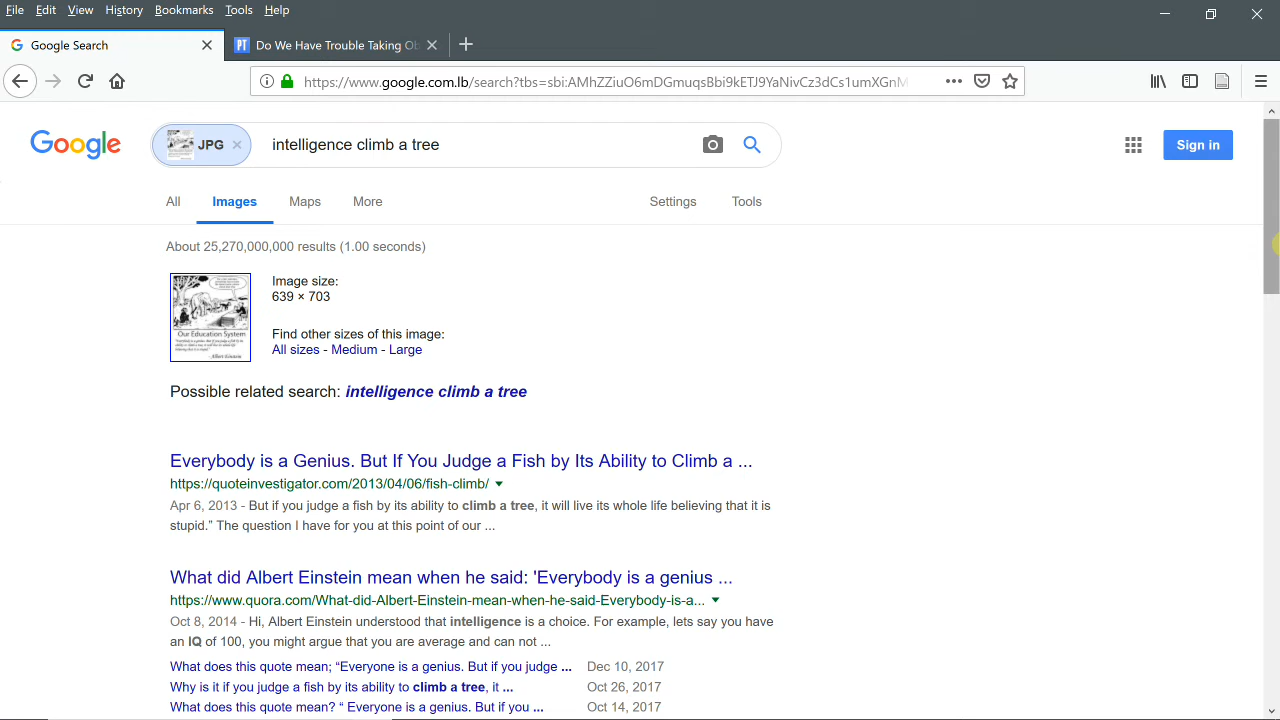 File Edit View History Bookmarks Tools Help
Google Search
PT Do We Have Trouble Taking Ob
https://www.google.com.lb/search?tbs=sbi:AMhZZiuO6mDGmuqsBbi9kETJ9YaNivCz3dCs1umXGnM
Google
JPG
intelligence climb a tree
Sign in
All Images Maps More Settings Tools
About 25,270,000,000 results (1.00 seconds)
Image size:
639 × 703
Find other sizes of this image:
All sizes - Medium - Large
Our Education System
- Albert Einstein
Possible related search: intelligence climb a tree
Everybody is a Genius. But If You Judge a Fish by Its Ability to Climb a ...
https://quoteinvestigator.com/2013/04/06/fish-climb/
Apr 6, 2013 - But if you judge a fish by its ability to climb a tree, it will live its whole life believing that it is
stupid.” The question I have for you at this point of our ...
What did Albert Einstein mean when he said: 'Everybody is a genius ...
https://www.quora.com/What-did-Albert-Einstein-mean-when-he-said-Everybody-is-a...
Oct 8, 2014 - Hi, Albert Einstein understood that intelligence is a choice. For example, lets say you have
an IQ of 100, you might argue that you are average and can not ...
What does this quote mean; “Everyone is a genius. But if you judge ... Dec 10, 2017
Why is it if you judge a fish by its ability to climb a tree, it ... Oct 26, 2017
What does this quote mean? “ Everyone is a genius. But if you ... Oct 14, 2017